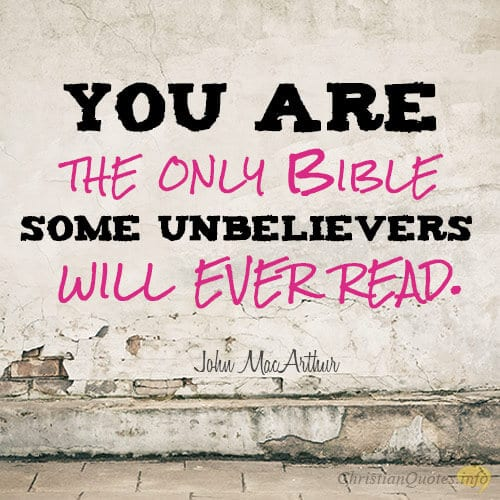 YOU ARE
THE ONLY BIBLE
SOME UNBELIEVERS
WILL EVER READ.
John MacArthur
ChristianQuotes.info